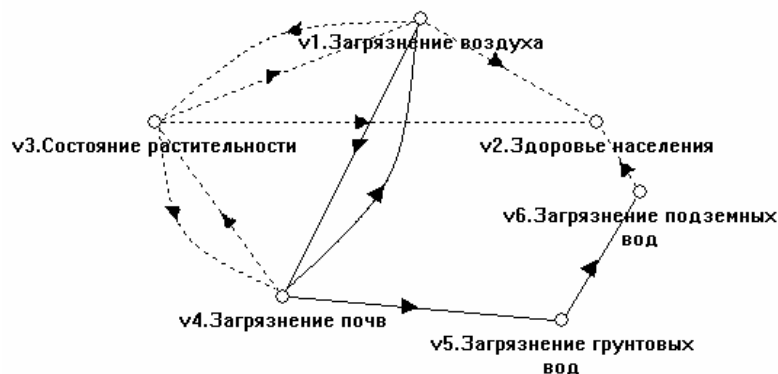 v1.Загрязнение воздуха
v3.Состояние растительности
v2.Здоровье населения
v6.Загрязнение подземных
вод
v4.Загрязнение почв
v5.Загрязнение грунтовых
вод